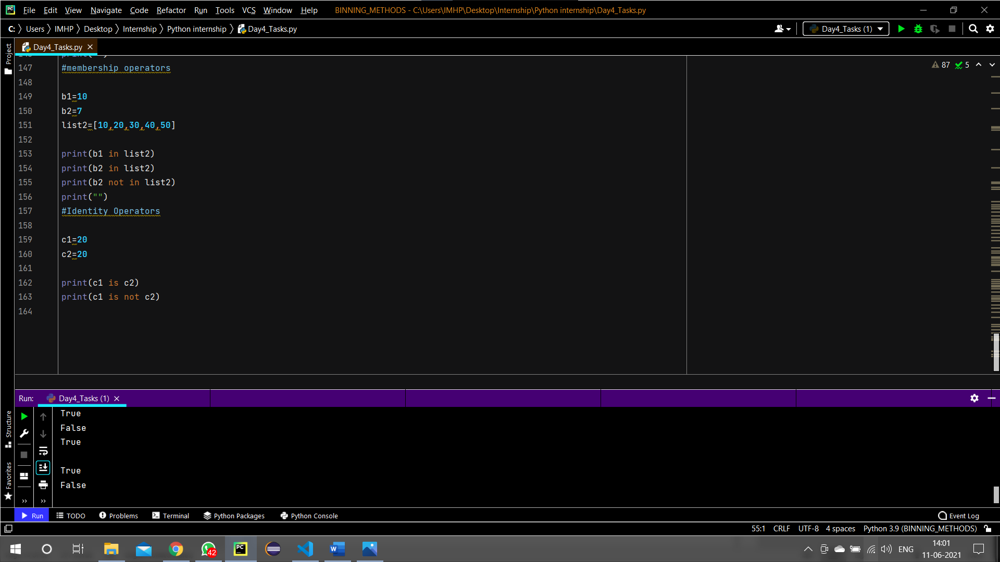 File Edit View Navigate Code Refactor Run Tools VCS Window Help BINNING_METHODS - C:\Users\IMHP\Desktop\Internship\Python internship\Day4_Tasks.py
C: Users IMHP Desktop Internship Python internship Day4_Tasks.py Day4_Tasks (1)
Project
Day4_Tasks.py
87 5
147 #membership operators
148
149 b1=10
150 b2=7
151 list2=[10,20,30,40,50]
152
153 print(b1 in list2)
154 print(b2 in list2)
155 print(b2 not in list2)
156 print("")
157 #Identity Operators
158
159 c1=20
160 c2=20
161
162 print(c1 is c2)
163 print(c1 is not c2)
164
Run: Day4_Tasks (1)
Structure
Favorites
True
False
True
True
False
Run TODO Problems Terminal Python Packages Python Console Event Log
55:1 CRLF UTF-8 4 spaces Python 3.9 (BINNING_METHODS)
42
ENG
14:01
11-06-2021